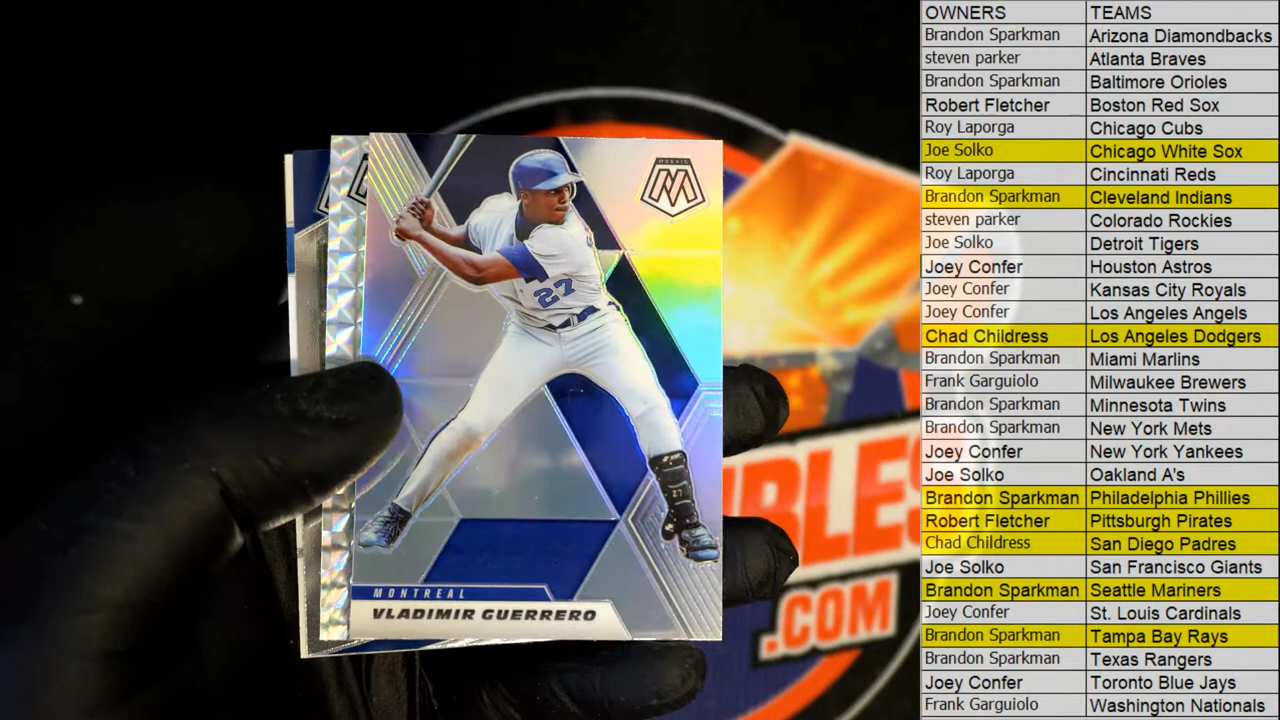 OWNERS TEAMS
Brandon Sparkman Arizona Diamondbacks
steven parker Atlanta Braves
Brandon Sparkman Baltimore Orioles
Robert Fletcher Boston Red Sox
Roy Laporga Chicago Cubs
Joe Solko Chicago White Sox
Roy Laporga Cincinnati Reds
Brandon Sparkman Cleveland Indians
steven parker Colorado Rockies
Joe Solko Detroit Tigers
Joey Confer Houston Astros
Joey Confer Kansas City Royals
Joey Confer Los Angeles Angels
Chad Childress Los Angeles Dodgers
Brandon Sparkman Miami Marlins
Frank Garguiolo Milwaukee Brewers
Brandon Sparkman Minnesota Twins
Brandon Sparkman New York Mets
Joey Confer New York Yankees
Joe Solko Oakland A's
Brandon Sparkman Philadelphia Phillies
Robert Fletcher Pittsburgh Pirates
Chad Childress San Diego Padres
Joe Solko San Francisco Giants
Brandon Sparkman Seattle Mariners
Joey Confer St. Louis Cardinals
Brandon Sparkman Tampa Bay Rays
Brandon Sparkman Texas Rangers
Joey Confer Toronto Blue Jays
Frank Garguiolo Washington Nationals
MOSAIC
M
27
27
MONTREAL
VLADIMIR GUERRERO
BLES
.COM